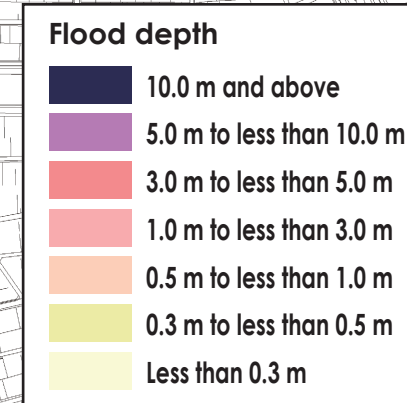 Flood depth
10.0 m and above
5.0 m to less than 10.0 m
3.0 m to less than 5.0 m
1.0 m to less than 3.0 m
0.5 m to less than 1.0 m
0.3 m to less than 0.5 m
Less than 0.3 m